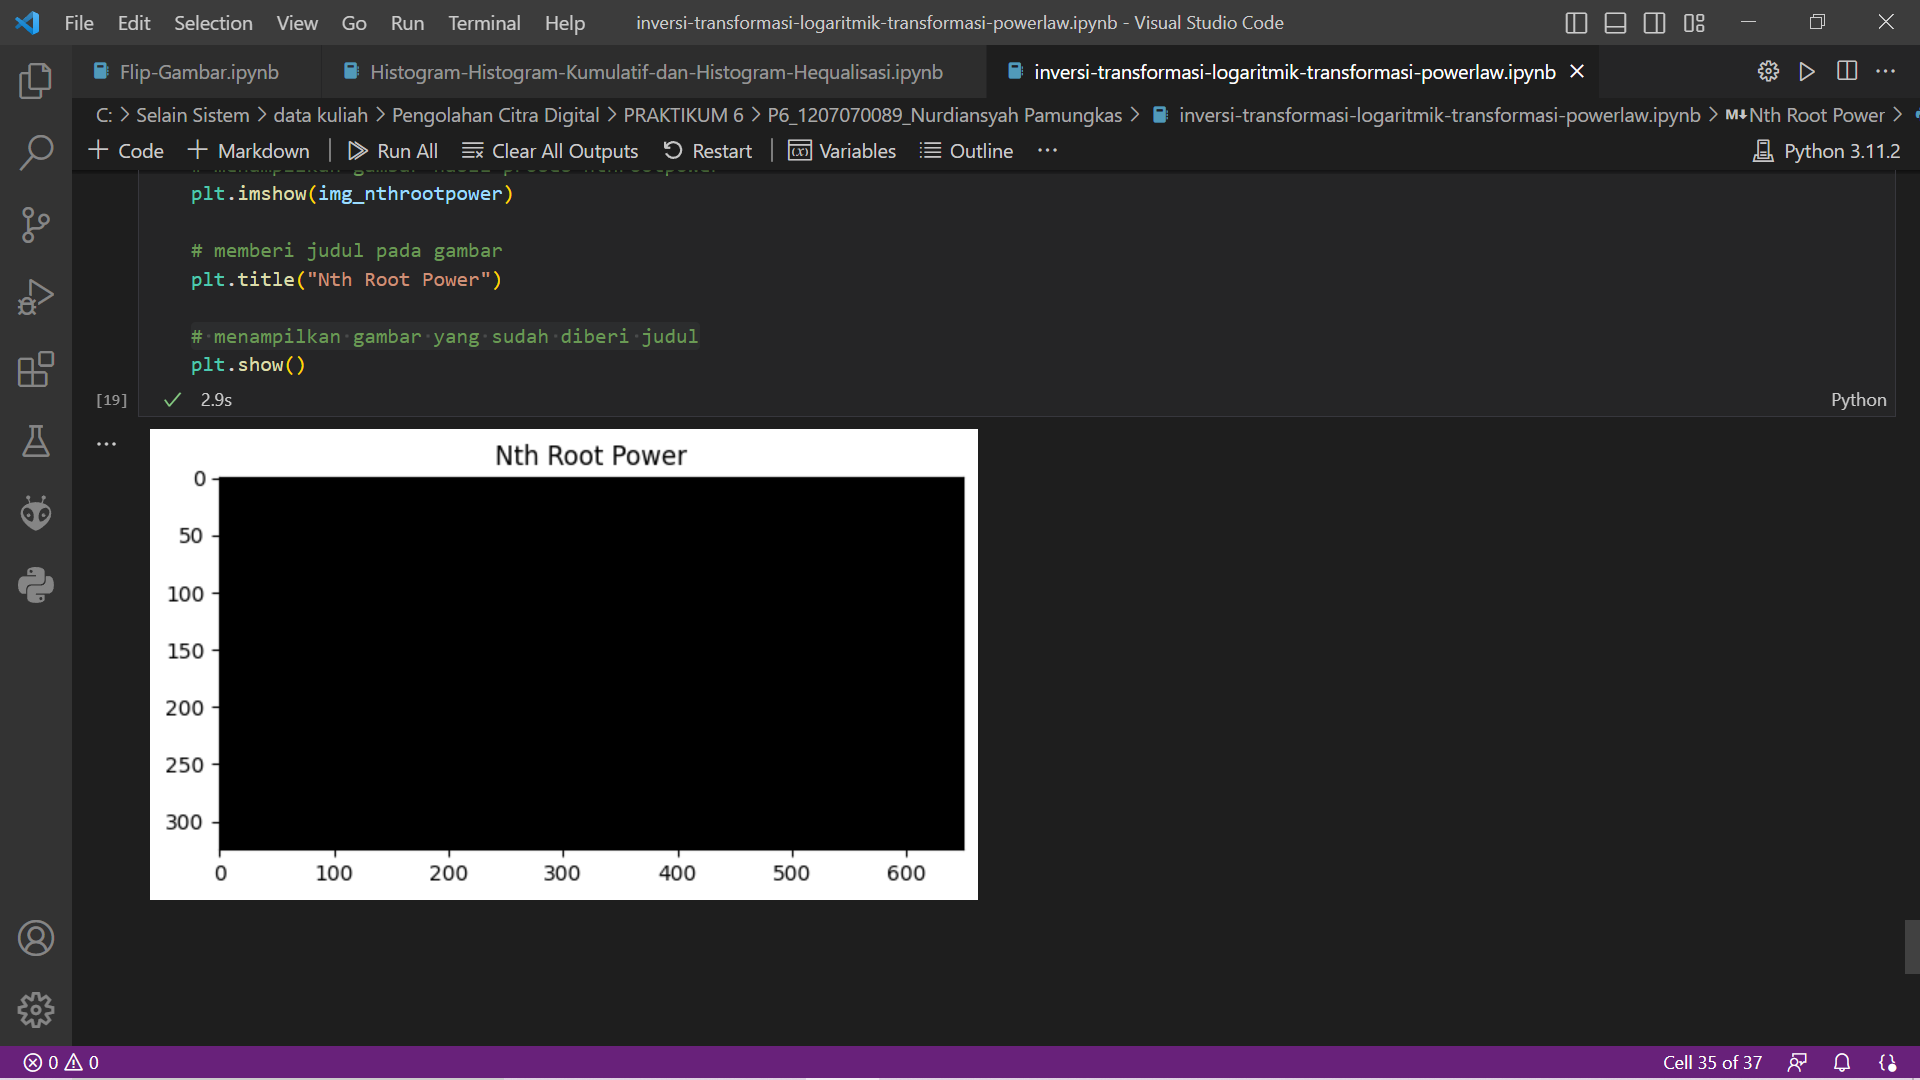 File Edit Selection View Go Run Terminal Help inversi-transformasi-logaritmik-transformasi-powerlaw.ipynb - Visual Studio Code
Flip-Gambar.ipynb Histogram-Histogram-Kumulatif-dan-Histogram-Hequalisasi.ipynb inversi-transformasi-logaritmik-transformasi-powerlaw.ipynb
C: > Selain Sistem > data kuliah > Pengolahan Citra Digital > PRAKTIKUM 6 > P6_1207070089_Nurdiansyah Pamungkas > inversi-transformasi-logaritmik-transformasi-powerlaw.ipynb > M↓Nth Root Power >
+ Code + Markdown | Run All Clear All Outputs Restart | Variables Outline ... Python 3.11.2
plt.imshow(img_nthrootpower)
# memberi judul pada gambar
plt.title("Nth Root Power")
# menampilkan gambar yang sudah diberi judul
plt.show()
[19] ✓ 2.9s Python
...
Nth Root Power
0
50
100
150
200
250
300
0 100 200 300 400 500 600
0 0 Cell 35 of 37